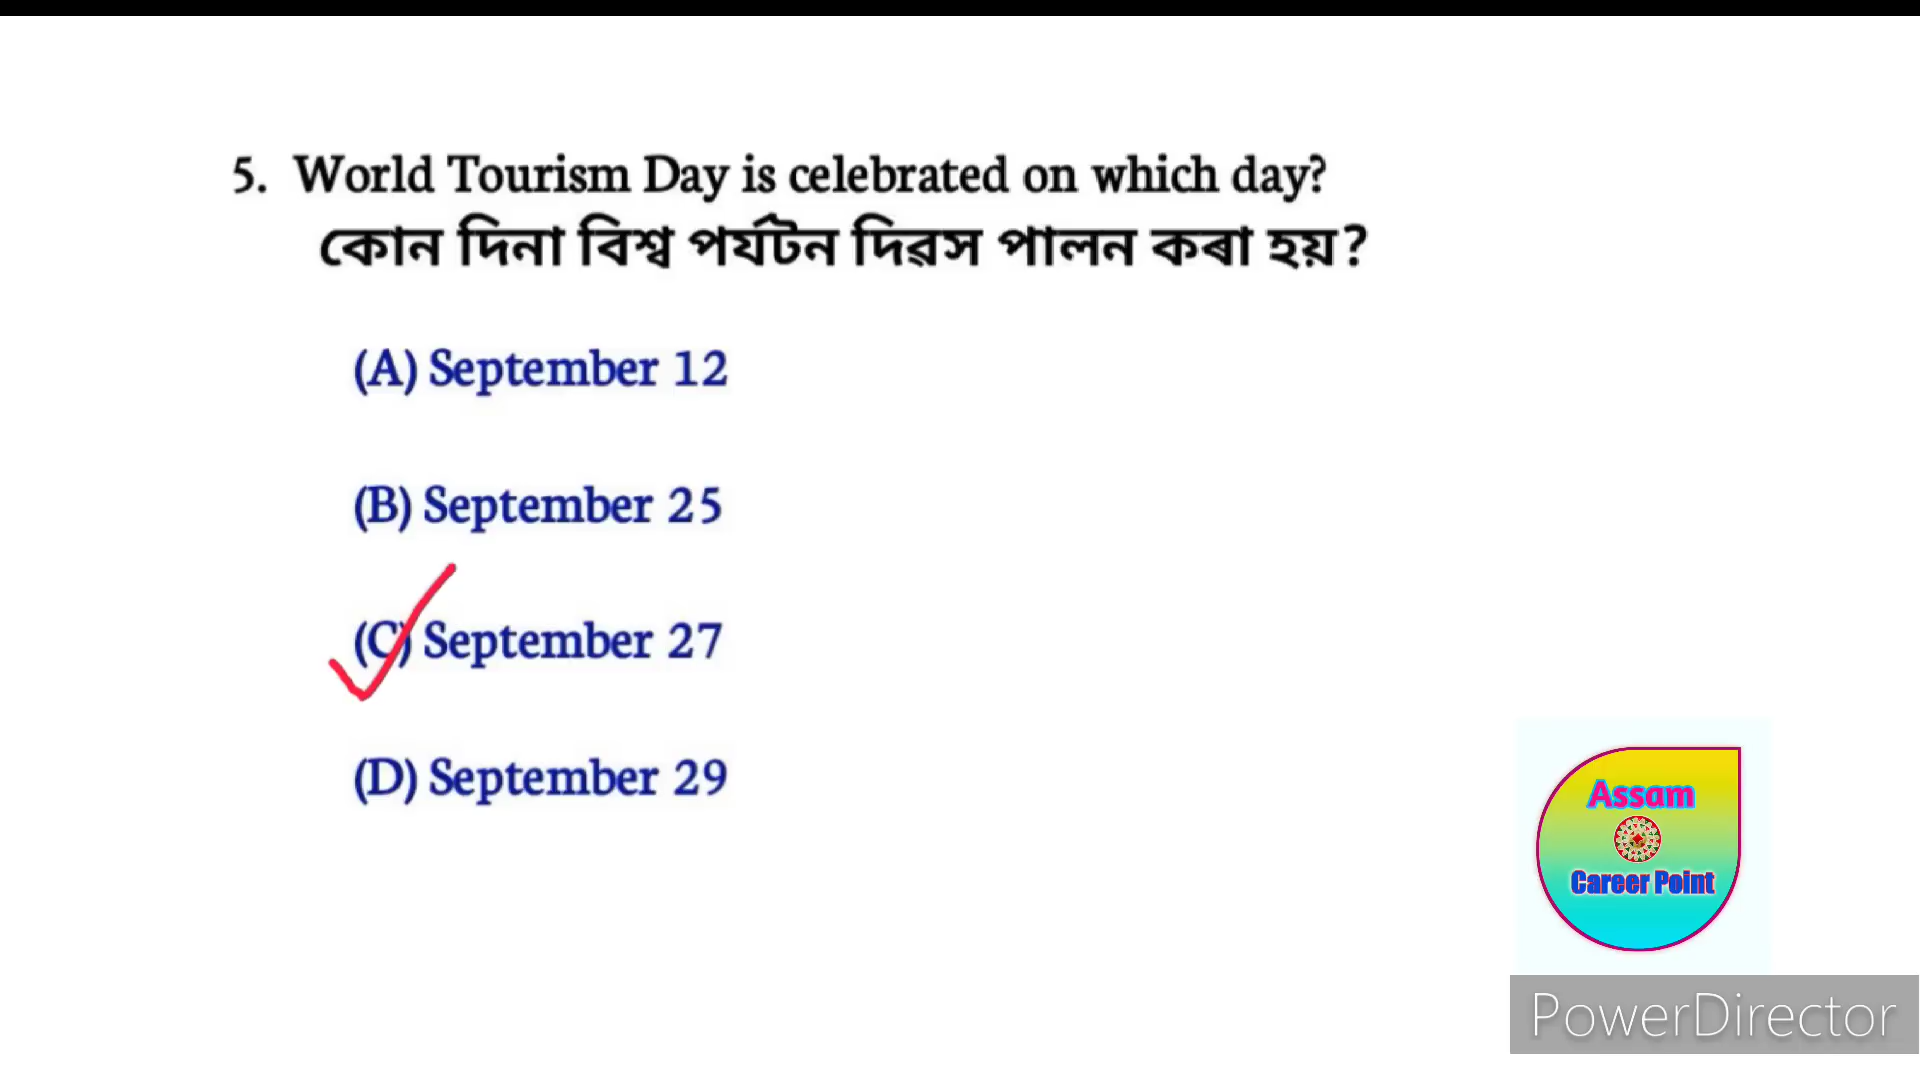 5. World Tourism Day is celebrated on which day?
কোন দিনা বিশ্ব পৰ্যটন দিৱস পালন কৰা হয়?
(A) September 12
(B) September 25
(C) September 27
(D) September 29
Assam
Career Point
PowerDirector